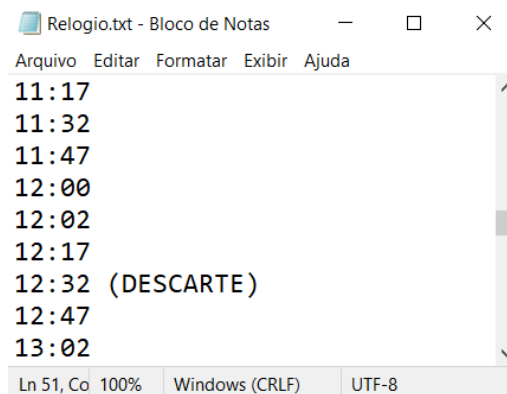 Relogio.txt - Bloco de Notas
Arquivo Editar Formatar Exibir Ajuda
11:17
11:32
11:47
12:00
12:02
12:17
12:32 (DESCARTE)
12:47
13:02
Ln 51, Co 100% Windows (CRLF) UTF-8